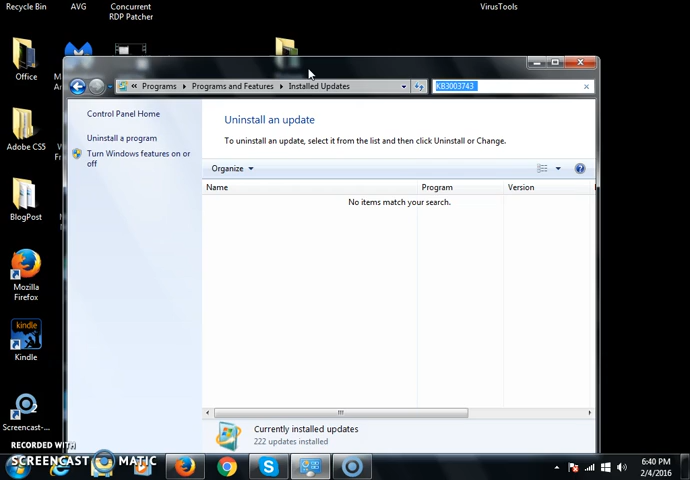 Recycle Bin
AVG
Concurrent
RDP Patcher
VirusTools
Office
« Programs ▸ Programs and Features ▸ Installed Updates
KB3003743
Control Panel Home
Uninstall a program
Turn Windows features on or
off
Uninstall an update
To uninstall an update, select it from the list and then click Uninstall or Change.
Organize
Name
Program
Version
No items match your search.
Adobe CS5
BlogPost
Mozilla
Firefox
kindle
Kindle
2
Screencast-...
Currently installed updates
222 updates installed
RECORDED WITH
SCREENCAST MATIC
6:40 PM
2/4/2016